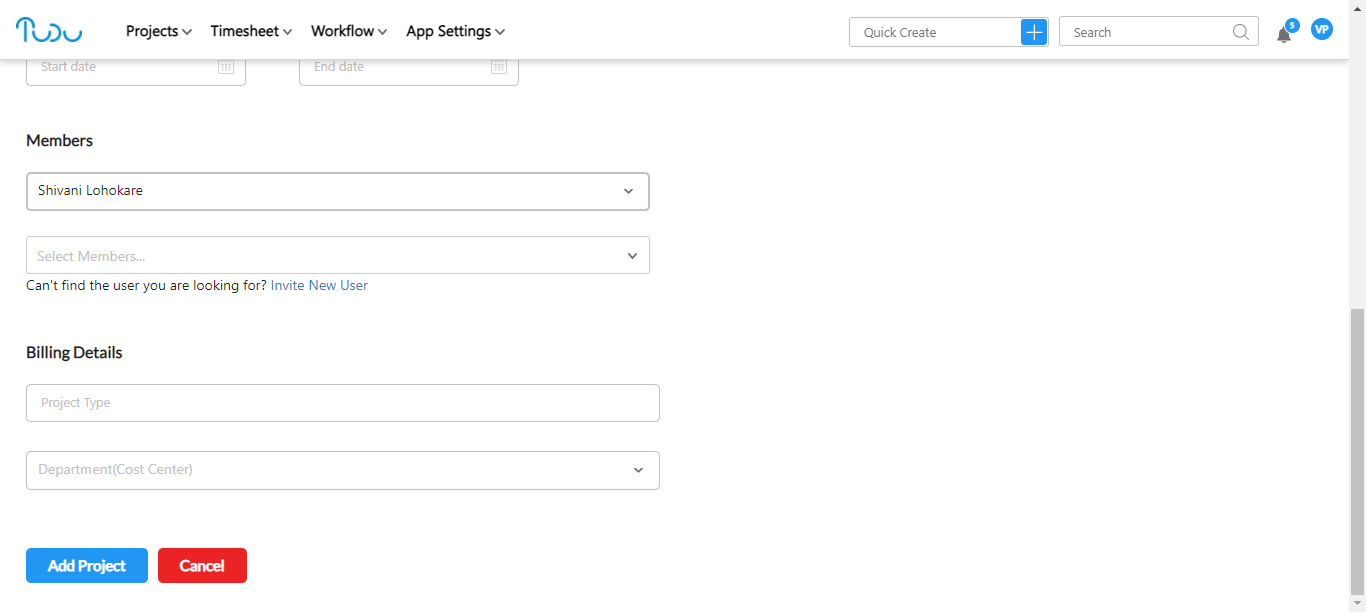 TUDU Projects Timesheet Workflow App Settings Quick Create Search 5 VP
Start date End date
Members
Shivani Lohokare
Select Members...
Can't find the user you are looking for? Invite New User
Billing Details
Project Type
Department(Cost Center)
Add Project Cancel